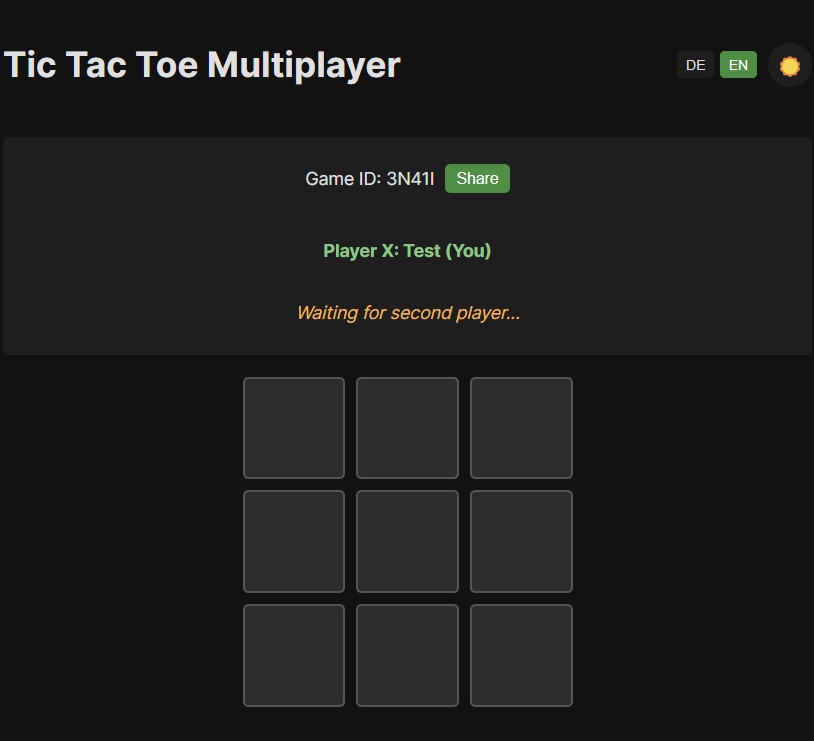 Tic Tac Toe Multiplayer
DE EN
Game ID: 3N41I Share
Player X: Test (You)
Waiting for second player...